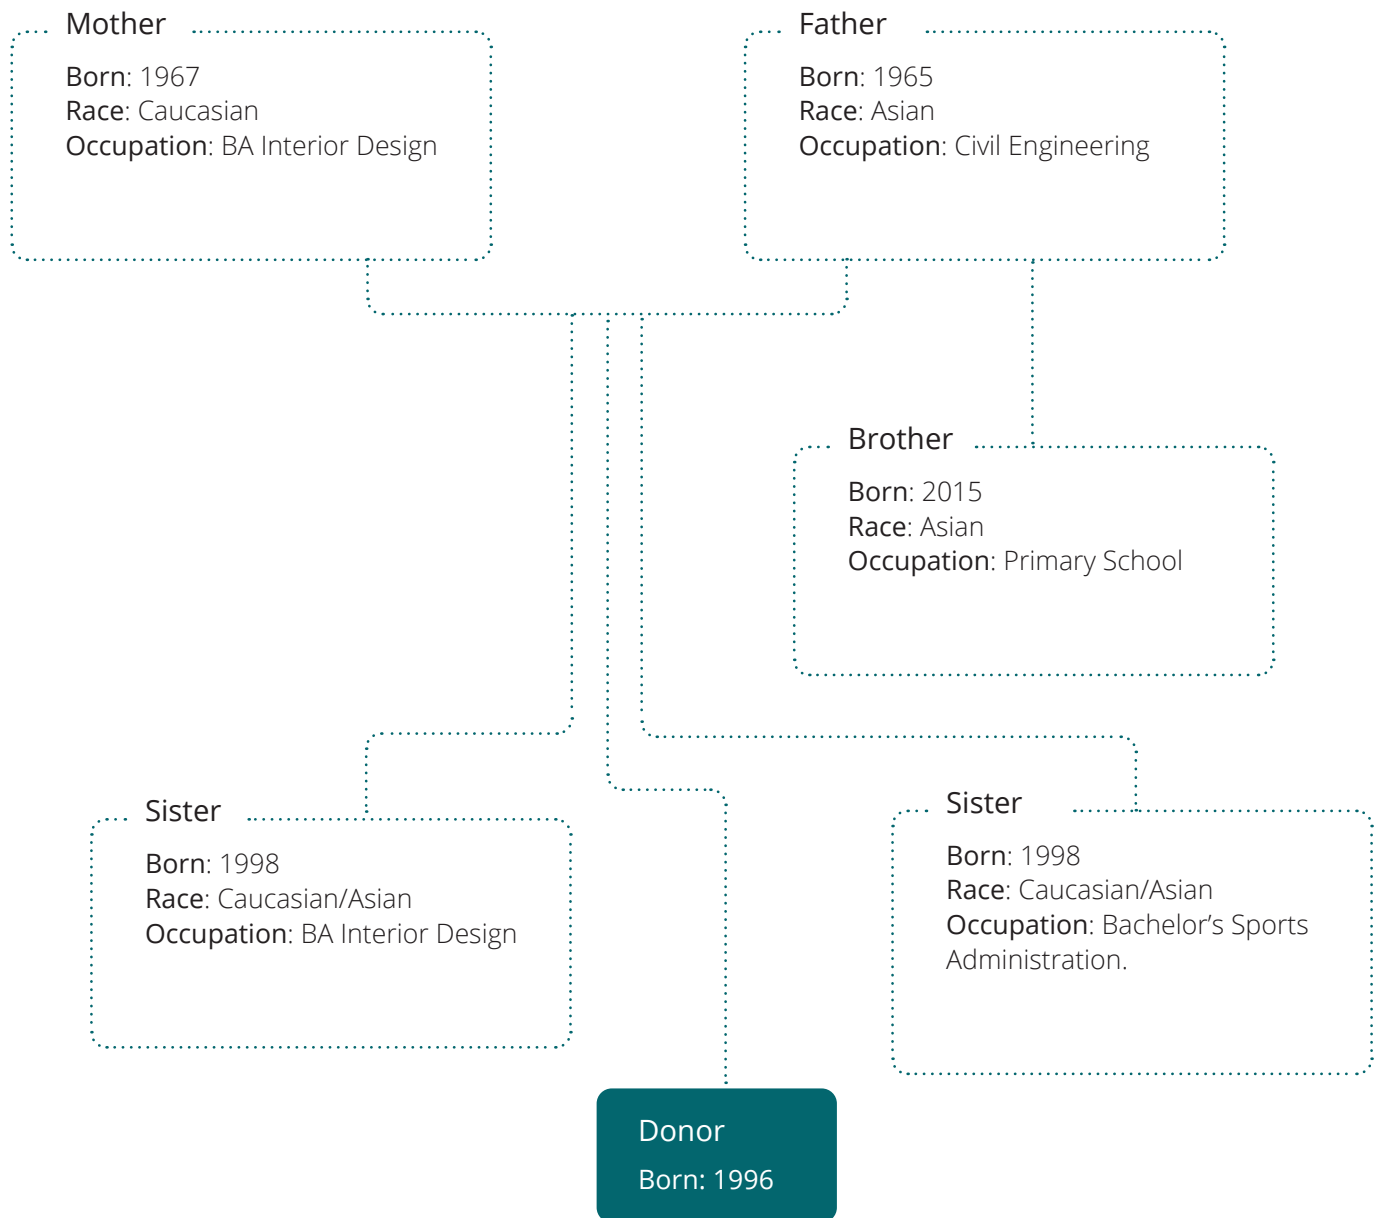 Mother
Born: 1967
Race: Caucasian
Occupation: BA Interior Design
Father
Born: 1965
Race: Asian
Occupation: Civil Engineering
Brother
Born: 2015
Race: Asian
Occupation: Primary School
Sister
Born: 1998
Race: Caucasian/Asian
Occupation: BA Interior Design
Sister
Born: 1998
Race: Caucasian/Asian
Occupation: Bachelor’s Sports
Administration.
Donor
Born: 1996